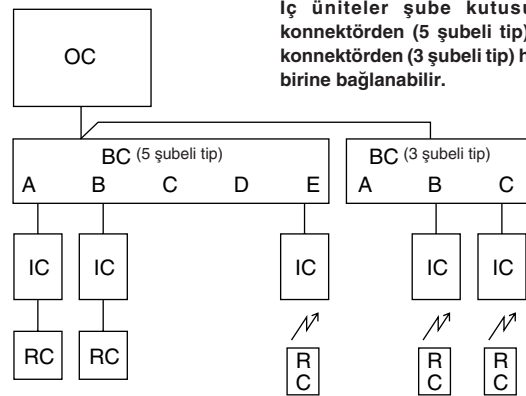 İç üniteler şube kutusu
konnektörden (5 şubeli tip)
konnektörden (3 şubeli tip) h
birine bağlanabilir.
OC
BC (5 şubeli tip)
BC (3 şubeli tip)
A B C D E
A B C
IC IC IC IC IC
RC RC
R
C
R
C
R
C